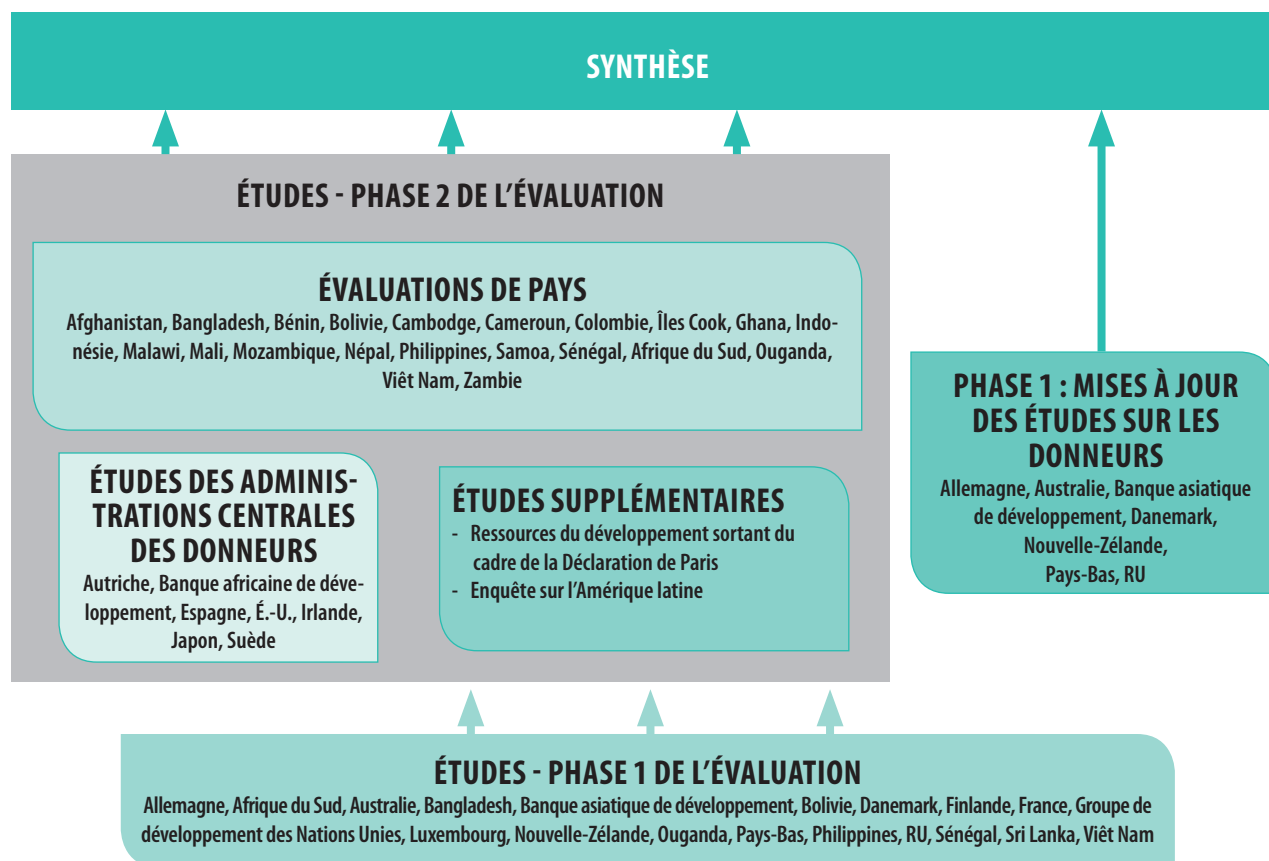 SYNTHÈSE
ÉTUDES - PHASE 2 DE L'ÉVALUATION
ÉVALUATIONS DE PAYS
Afghanistan, Bangladesh, Bénin, Bolivie, Cambodge, Cameroun, Colombie, Îles Cook, Ghana, Indo-
nésie, Malawi, Mali, Mozambique, Népal, Philippines, Samoa, Sénégal, Afrique du Sud, Ouganda,
Viêt Nam, Zambie
ÉTUDES DES ADMINIS-
TRATIONS CENTRALES
DES DONNEURS
Autriche, Banque africaine de déve-
loppement, Espagne, É.-U., Irlande,
Japon, Suède
ÉTUDES SUPPLÉMENTAIRES
- Ressources du développement sortant du
cadre de la Déclaration de Paris
- Enquête sur l'Amérique latine
PHASE 1 : MISES À JOUR
DES ÉTUDES SUR LES
DONNEURS
Allemagne, Australie, Banque asiatique
de développement, Danemark,
Nouvelle-Zélande,
Pays-Bas, RU
ÉTUDES - PHASE 1 DE L'ÉVALUATION
Allemagne, Afrique du Sud, Australie, Bangladesh, Banque asiatique de développement, Bolivie, Danemark, Finlande, France, Groupe de
développement des Nations Unies, Luxembourg, Nouvelle-Zélande, Ouganda, Pays-Bas, Philippines, RU, Sénégal, Sri Lanka, Viêt Nam